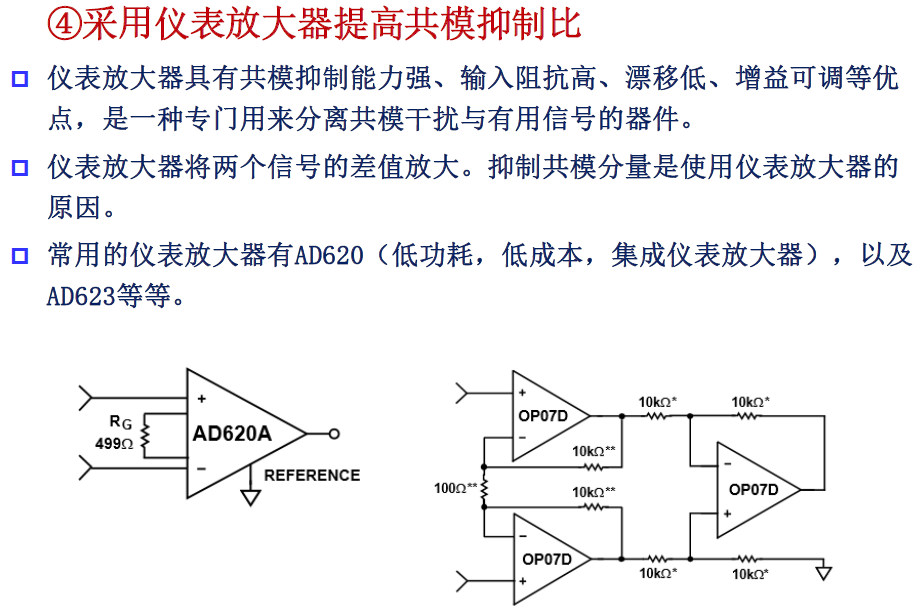 ④采用仪表放大器提高共模抑制比
仪表放大器具有共模抑制能力强、输入阻抗高、漂移低、增益可调等优
点，是一种专门用来分离共模干扰与有用信号的器件。
仪表放大器将两个信号的差值放大。抑制共模分量是使用仪表放大器的
原因。
常用的仪表放大器有AD620（低功耗，低成本，集成仪表放大器），以及
AD623等等。
+
RG
499Ω
AD620A
−
REFERENCE
+
OP07D
−
10kΩ*
10kΩ*
10kΩ**
100Ω**
10kΩ**
−
OP07D
+
−
OP07D
+
10kΩ*
10kΩ*